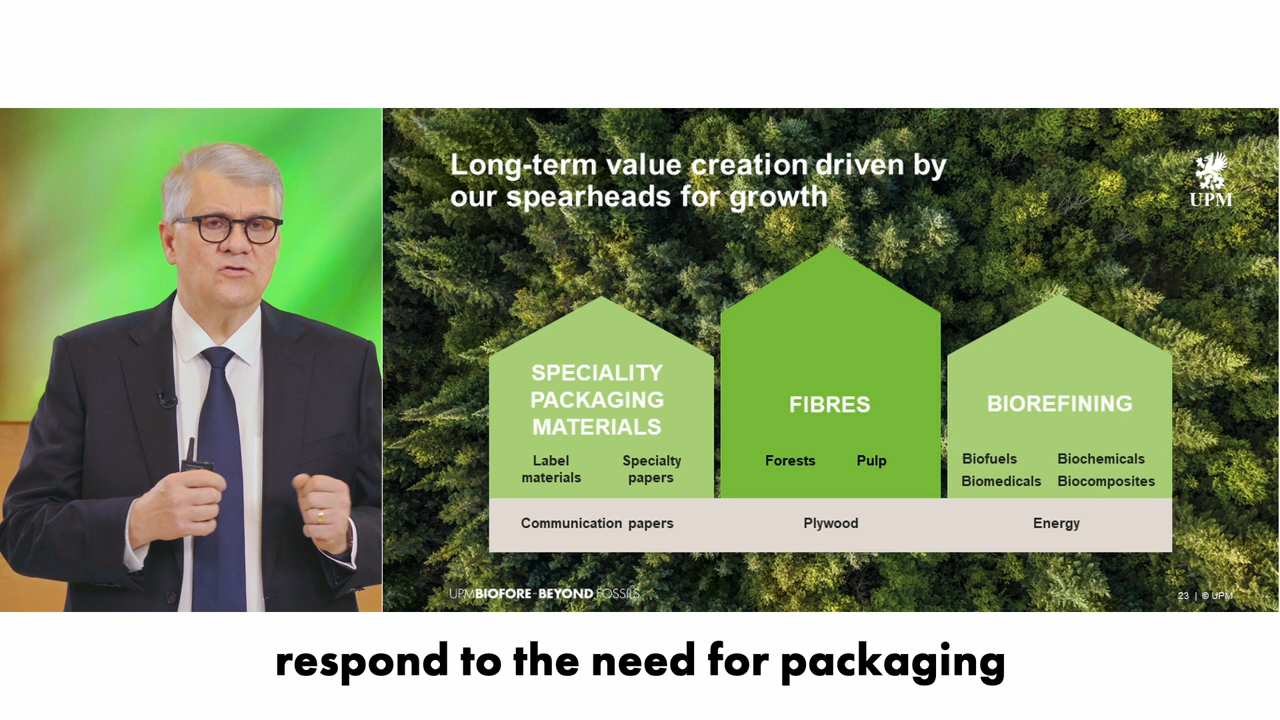 Long-term value creation driven by
our spearheads for growth
UPM
SPECIALITY
PACKAGING
MATERIALS
Label
materials
Specialty
papers
FIBRES
Forests
Pulp
BIOREFINING
Biofuels
Biochemicals
Biomedicals
Biocomposites
Communication papers
Plywood
Energy
UPM BIOFORE-BEYOND FOSSILS
23 | © UPM
respond to the need for packaging